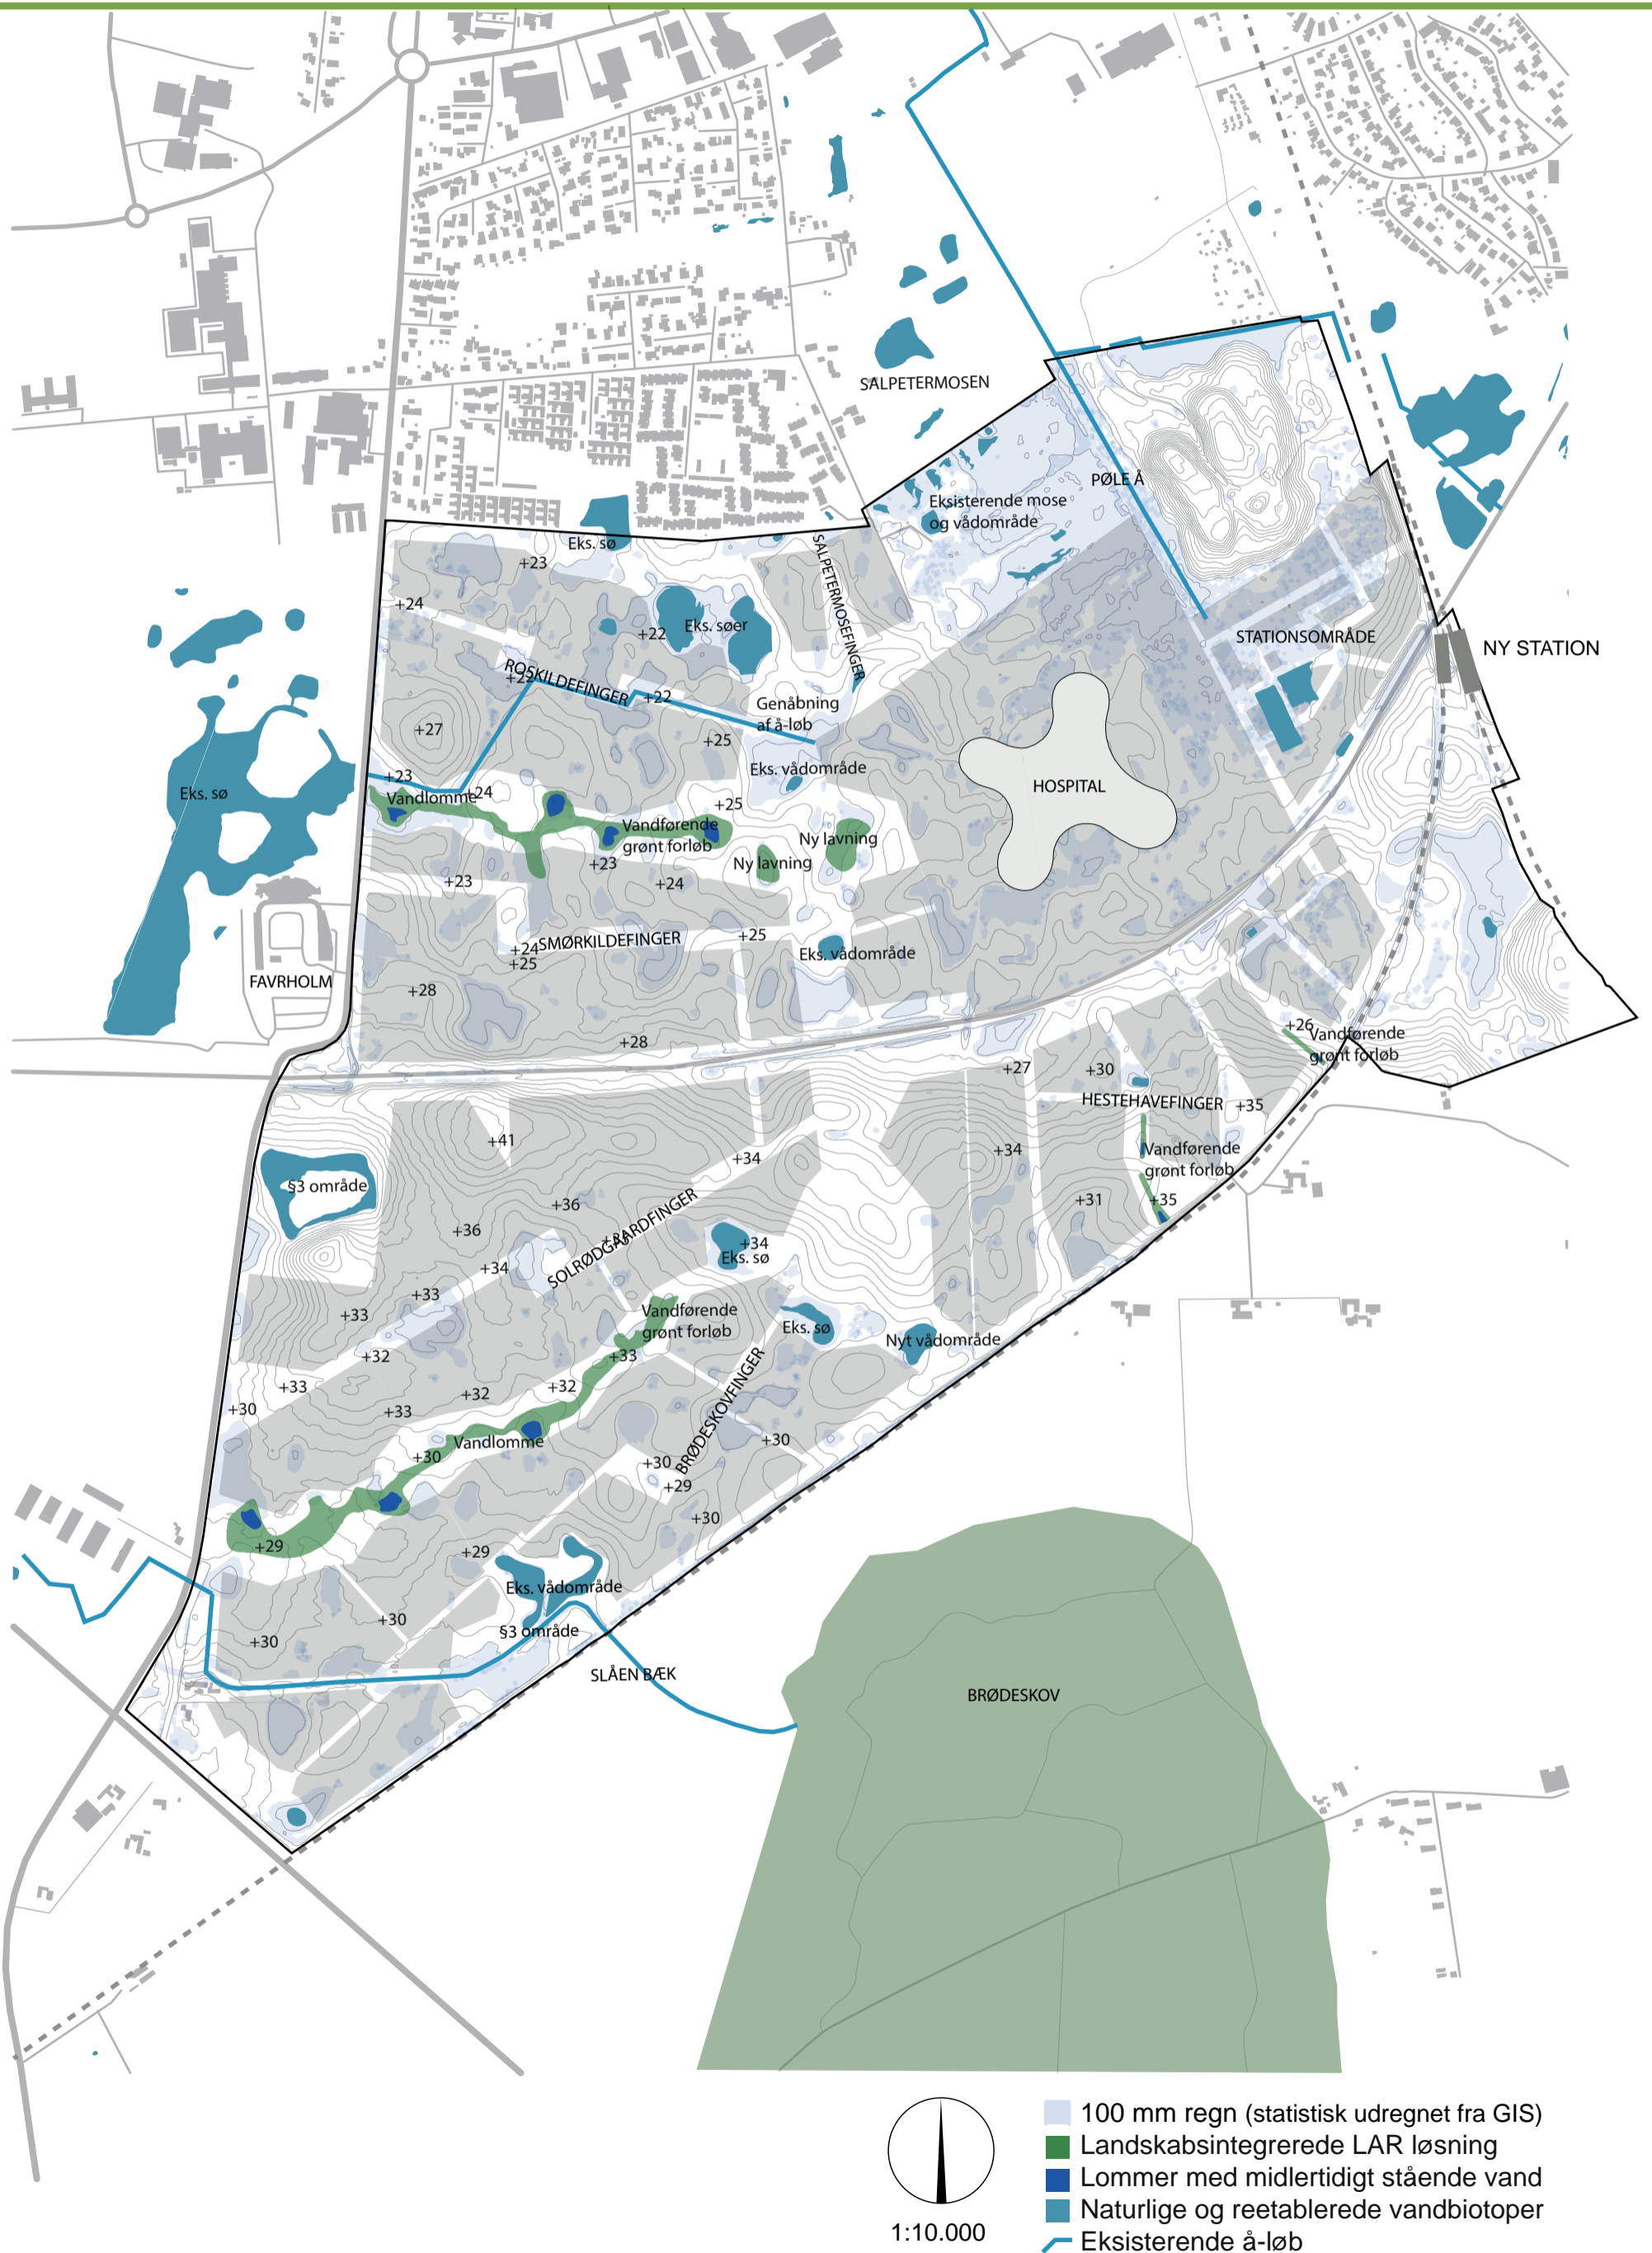 SALPETERMOSEN
PØLE Å
Eksisterende mose
og vådområde
Eks. sø
+23
SALPETERMOSEFINGER
+24
Eks. søer
+22
STATIONSOMRÅDE
NY STATION
ROSKILDEFINGER
+22
+22
Genåbning
af å-løb
+27
+25
Eks. vådområde
+23
HOSPITAL
Eks. sø
Vandlomme
+24
+25
Vandførende
grønt forløb
Ny lavning
Ny lavning
+23
+23
+24
+25
SMØRKILDEFINGER
+24
+25
Eks. vådområde
FAVRHOLM
+28
+26
Vandførende
grønt forløb
+28
+27
+30
HESTEHAVEFINGER
+35
+41
+34
+34
Vandførende
grønt forløb
§3 område
+31
+35
+36
+36
SOLRØDGAARDFINGER
+34
Eks. sø
+34
+33
Vandførende
grønt forløb
+33
Eks. sø
Nyt vådområde
+32
+33
+33
+32
+32
BRØDESKOVFINGER
+30
+33
Vandlomme
+30
+30
+30
+29
+30
+29
+29
Eks. vådområde
+30
§3 område
+30
SLÅEN BÆK
BRØDESKOV
1:10.000
100 mm regn (statistisk udregnet fra GIS)
Landskabsintegrerede LAR løsning
Lommer med midlertidigt stående vand
Naturlige og reetablerede vandbiotoper
Eksisterende å-løb